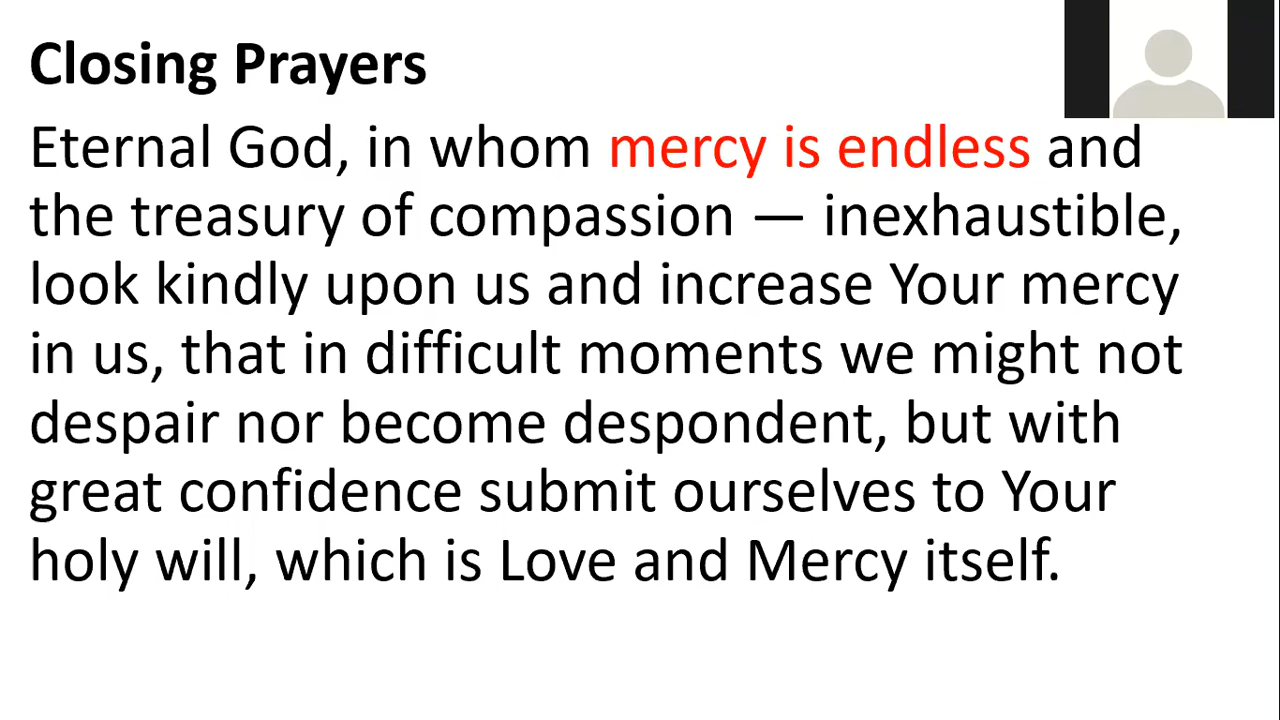 Closing Prayers
Eternal God, in whom mercy is endless and
the treasury of compassion — inexhaustible,
look kindly upon us and increase Your mercy
in us, that in difficult moments we might not
despair nor become despondent, but with
great confidence submit ourselves to Your
holy will, which is Love and Mercy itself.